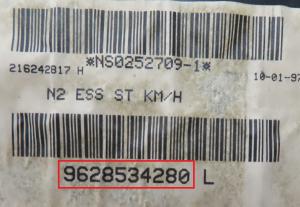 *NS0252709-1*
216242817 H
10-01-97
N2 ESS ST KM/H
9628534280 L